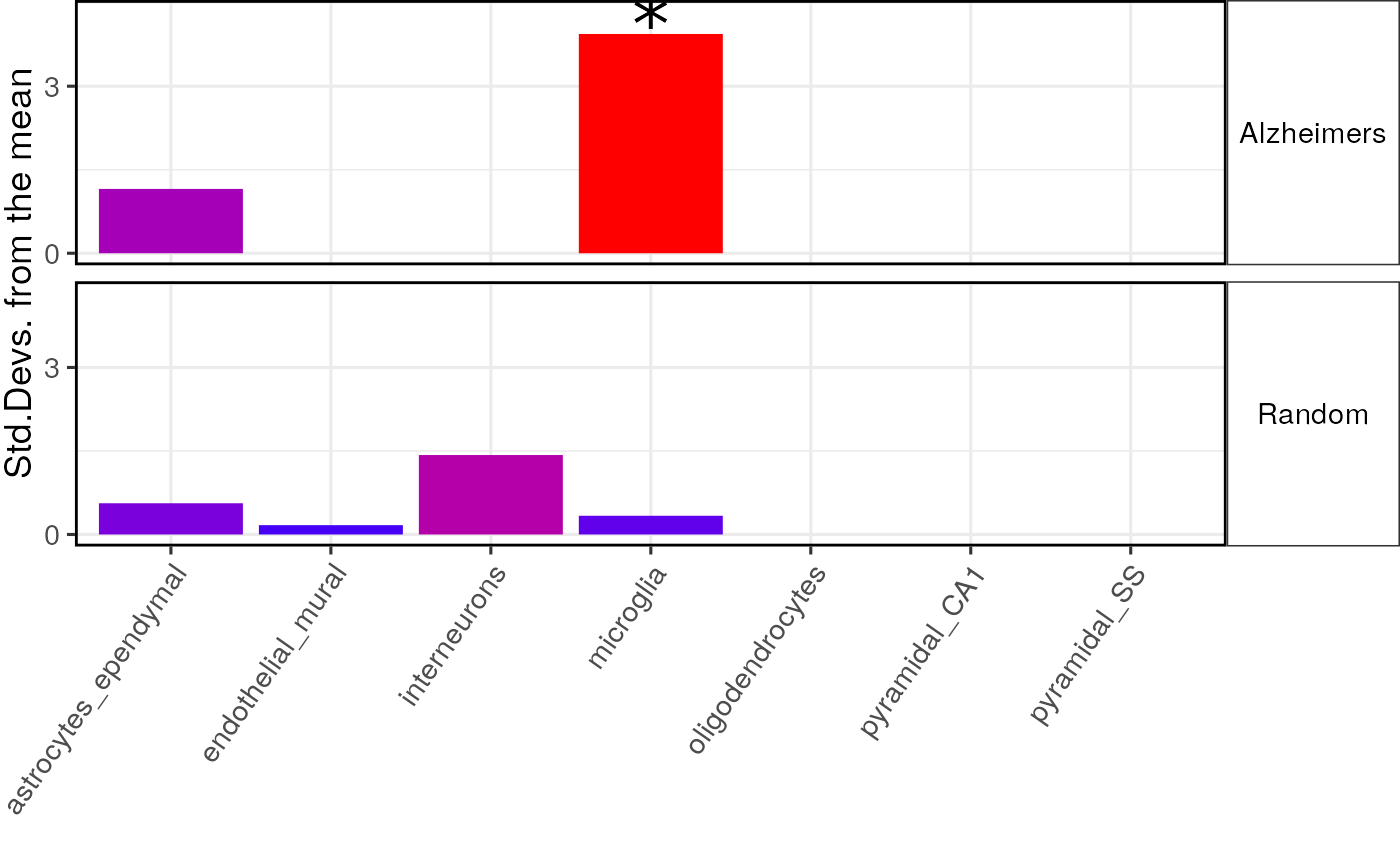 Std.Devs. from the mean
*
3
0
Alzheimers
3
0
Random
astrocytes_ependymal
endothelial_mural
interneurons
microglia
oligodendrocytes
pyramidal_CA1
pyramidal_SS